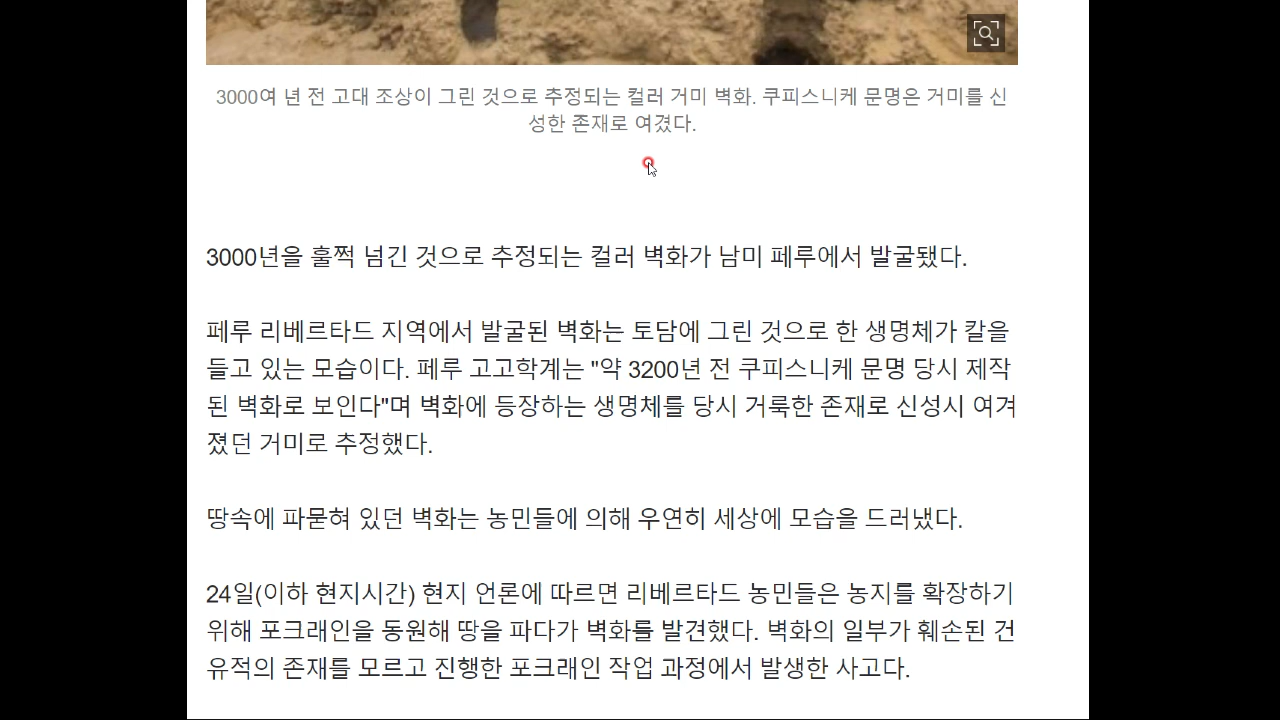 3000여 년 전 고대 조상이 그린 것으로 추정되는 컬러 거미 벽화. 쿠피스니케 문명은 거미를 신
성한 존재로 여겼다.
3000년을 훌쩍 넘긴 것으로 추정되는 컬러 벽화가 남미 페루에서 발굴됐다.
페루 리베르타드 지역에서 발굴된 벽화는 토담에 그린 것으로 한 생명체가 칼을
들고 있는 모습이다. 페루 고고학계는 "약 3200년 전 쿠피스니케 문명 당시 제작
된 벽화로 보인다"며 벽화에 등장하는 생명체를 당시 거룩한 존재로 신성시 여겨
졌던 거미로 추정했다.
땅속에 파묻혀 있던 벽화는 농민들에 의해 우연히 세상에 모습을 드러냈다.
24일(이하 현지시간) 현지 언론에 따르면 리베르타드 농민들은 농지를 확장하기
위해 포크래인을 동원해 땅을 파다가 벽화를 발견했다. 벽화의 일부가 훼손된 건
유적의 존재를 모르고 진행한 포크래인 작업 과정에서 발생한 사고다.